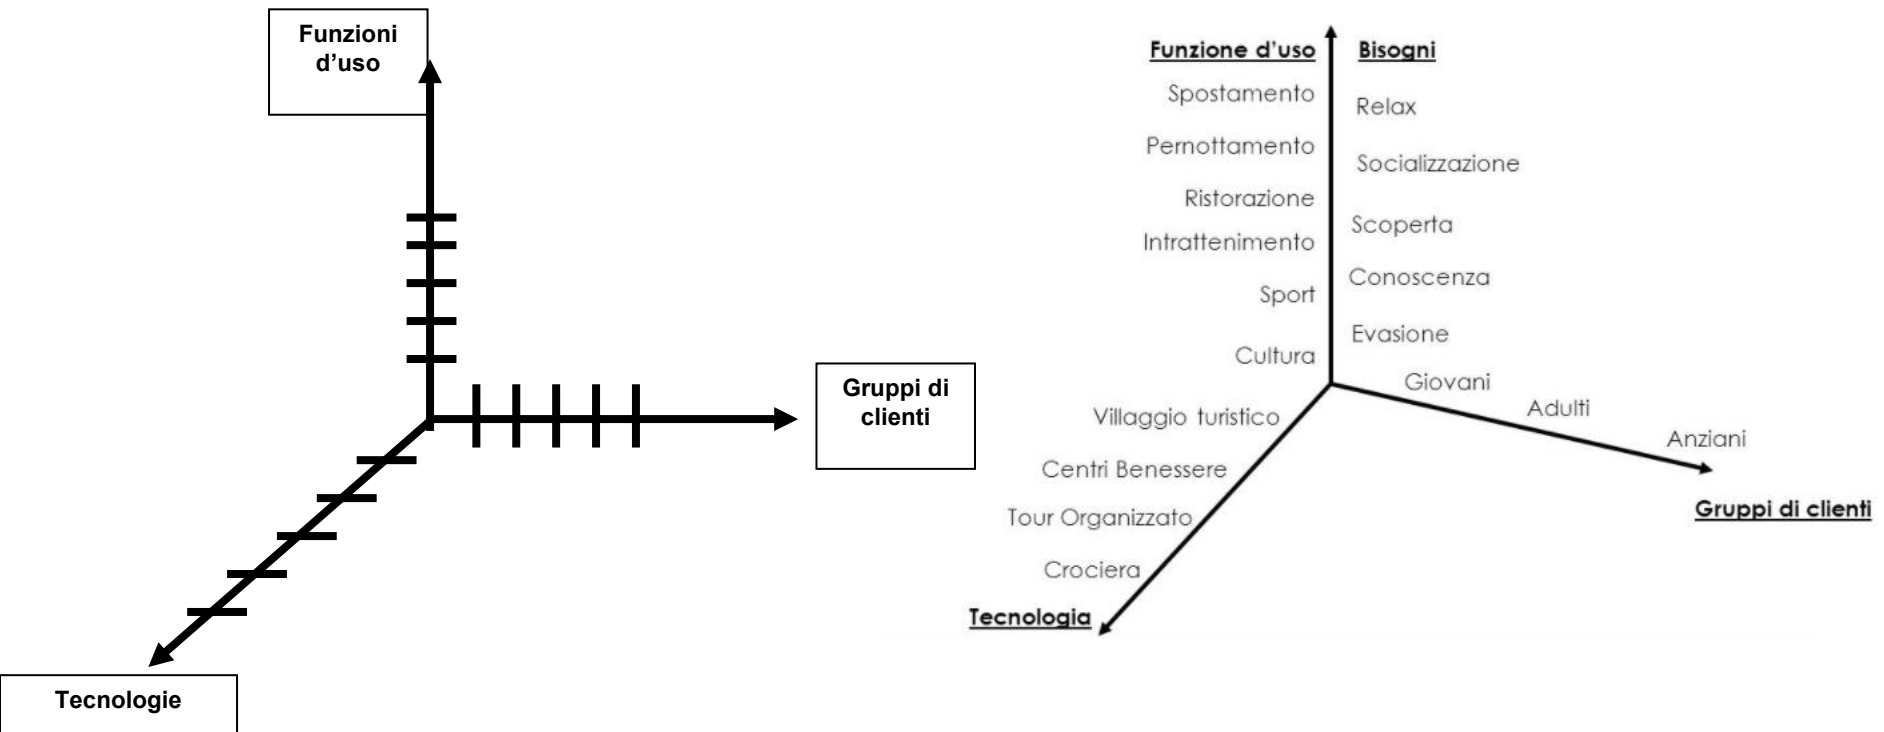 Funzioni
d’uso
Gruppi di
clienti
Tecnologie
Funzione d’uso
Bisogni
Spostamento
Relax
Pernottamento
Socializzazione
Ristorazione
Scoperta
Intrattenimento
Conoscenza
Sport
Evasione
Cultura
Giovani
Adulti
Anziani
Villaggio turistico
Centri Benessere
Tour Organizzato
Crociera
Gruppi di clienti
Tecnologia